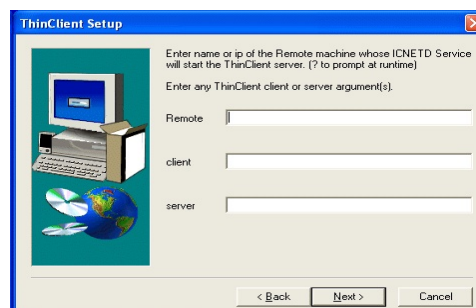 ThinClient Setup
Enter name or ip of the Remote machine whose ICNETD Service
will start the ThinClient server. (? to prompt at runtime)
Enter any ThinClient client or server argument(s).
Remote
client
server
< Back
Next >
Cancel